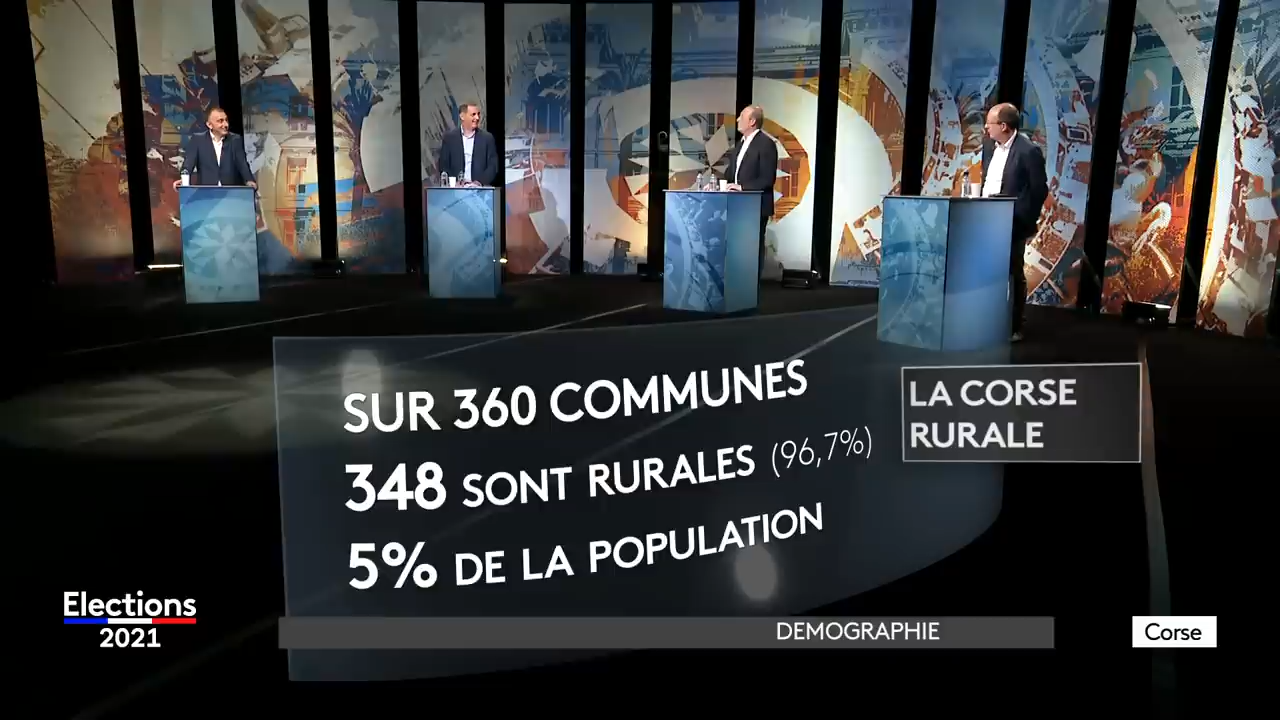 SUR 360 COMMUNES
348 SONT RURALES (96,7%)
5% DE LA POPULATION
LA CORSE
RURALE
Elections
2021
DEMOGRAPHIE
Corse